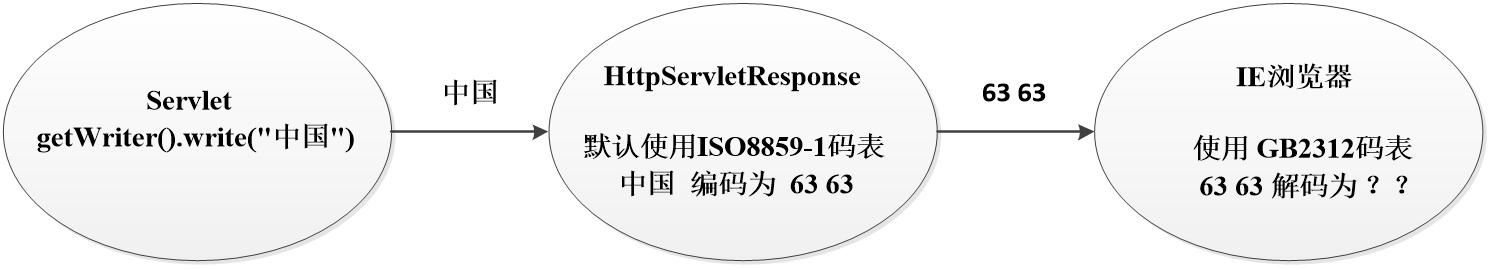 Servlet
getWriter().write("中国")
中国
HttpServletResponse
默认使用ISO8859-1码表
中国 编码为 63 63
63 63
IE浏览器
使用 GB2312码表
63 63 解码为？？